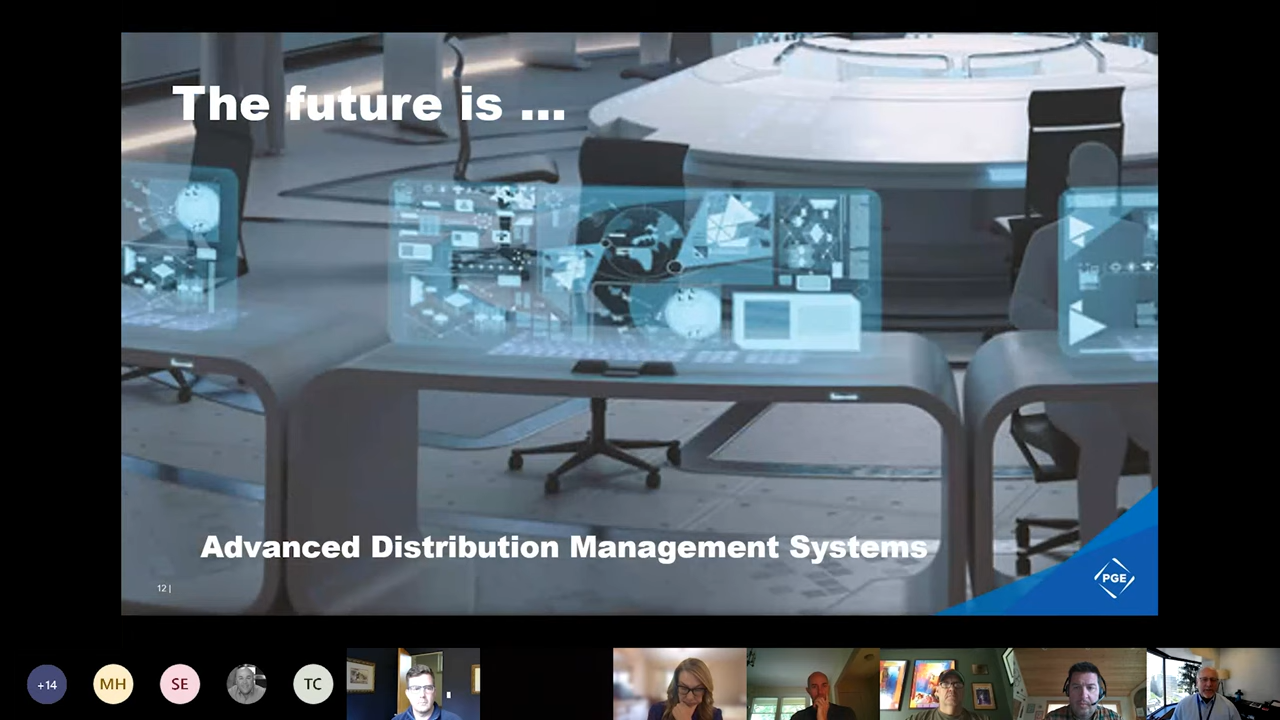 The future is ...
Advanced Distribution Management Systems
12 |
PGE
+14
MH
SE
TC